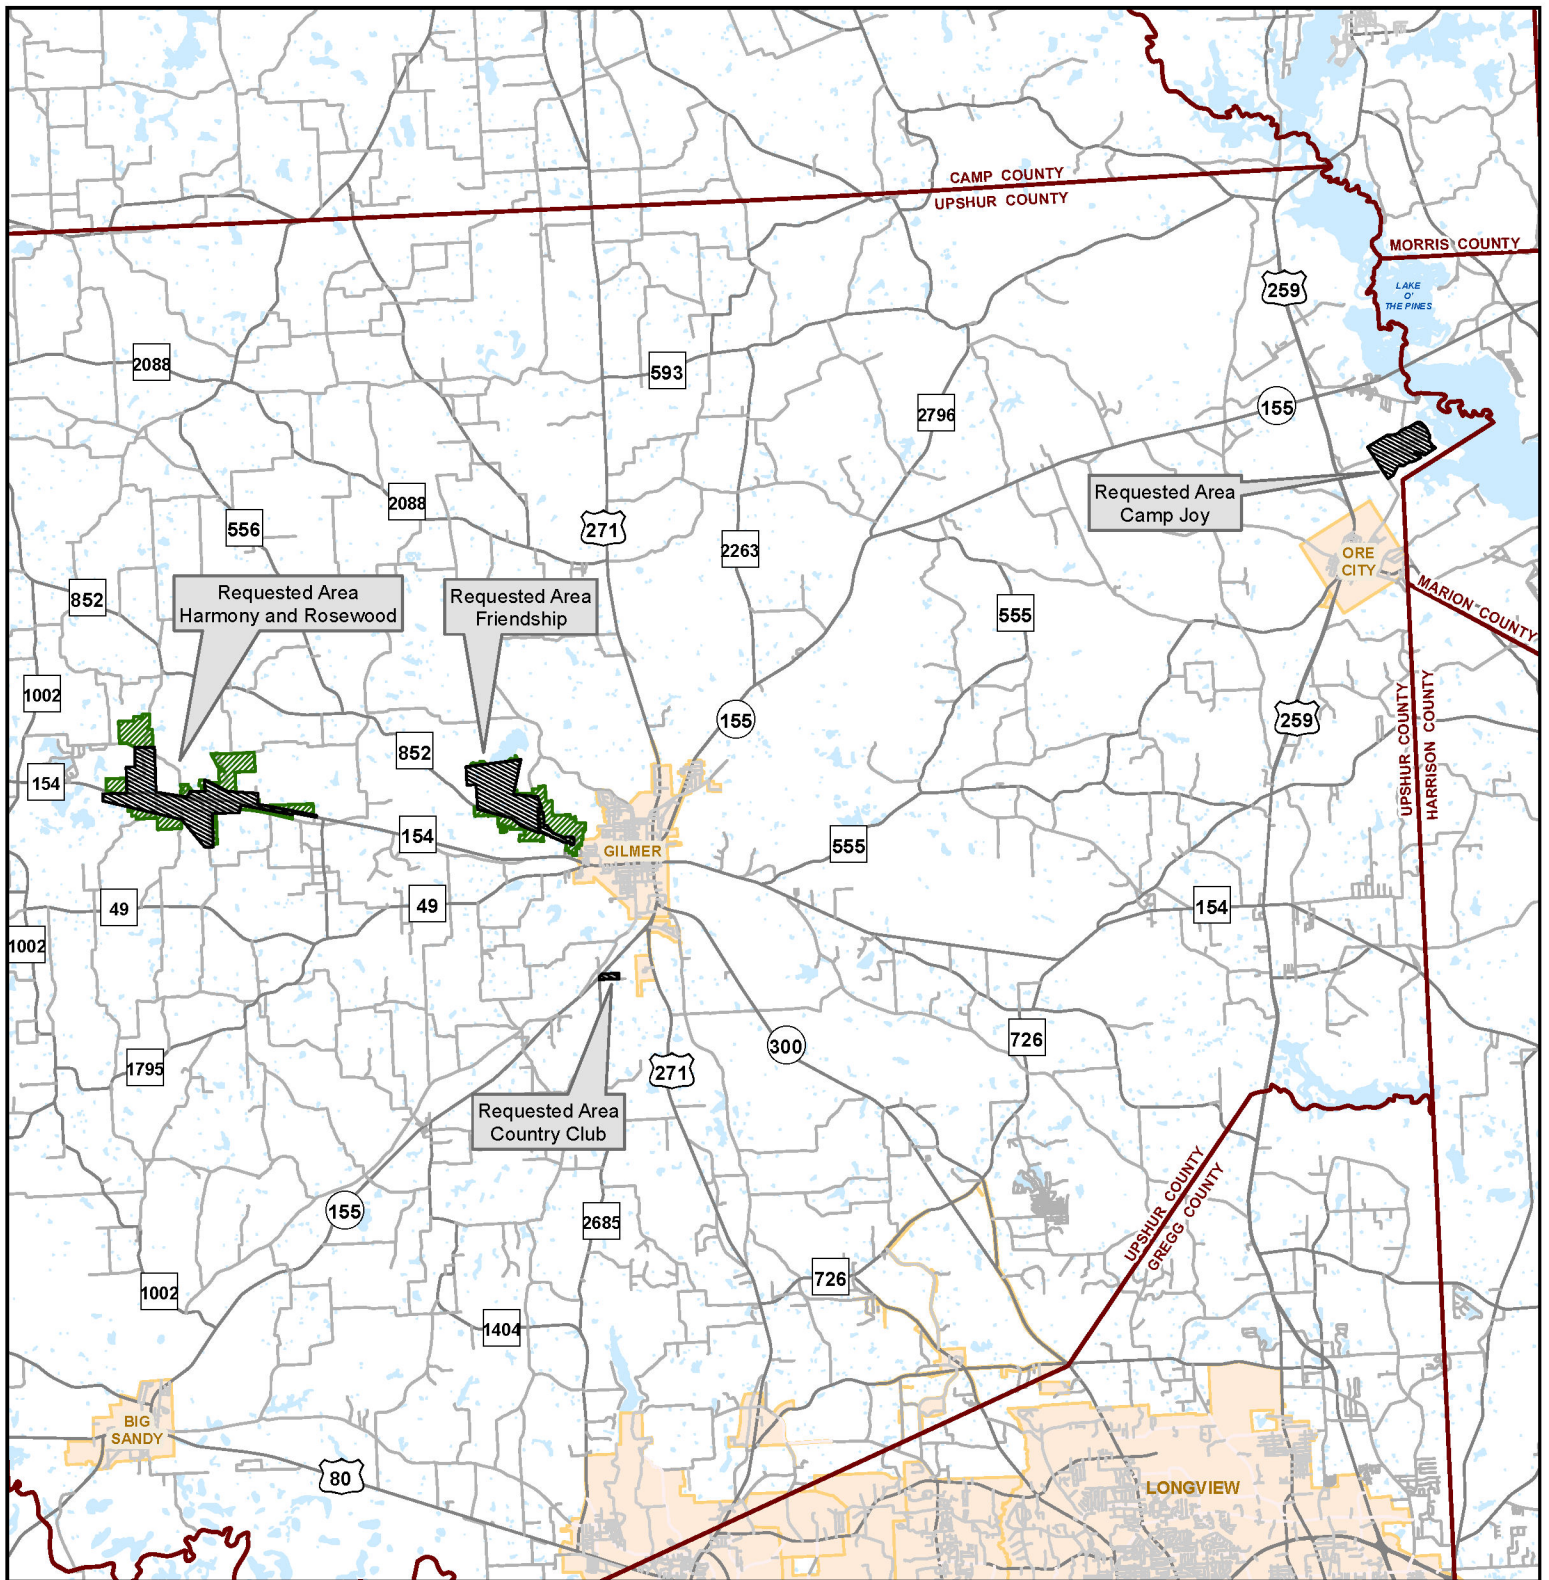 CAMP COUNTY
UPSHUR COUNTY
MORRIS COUNTY
259
LAKE
O'
THE PINES
2088
593
155
2796
Requested Area
Camp Joy
2088
556
271
2263
ORE
CITY
852
Requested Area
Harmony and Rosewood
Requested Area
Friendship
555
MARION COUNTY
1002
UPSHUR COUNTY
HARRISON COUNTY
155
259
852
154
154
555
GILMER
49
49
154
1002
300
726
1795
271
Requested Area
Country Club
UPSHUR COUNTY
GREGG COUNTY
155
2685
726
1002
1404
BIG
SANDY
80
LONGVIEW